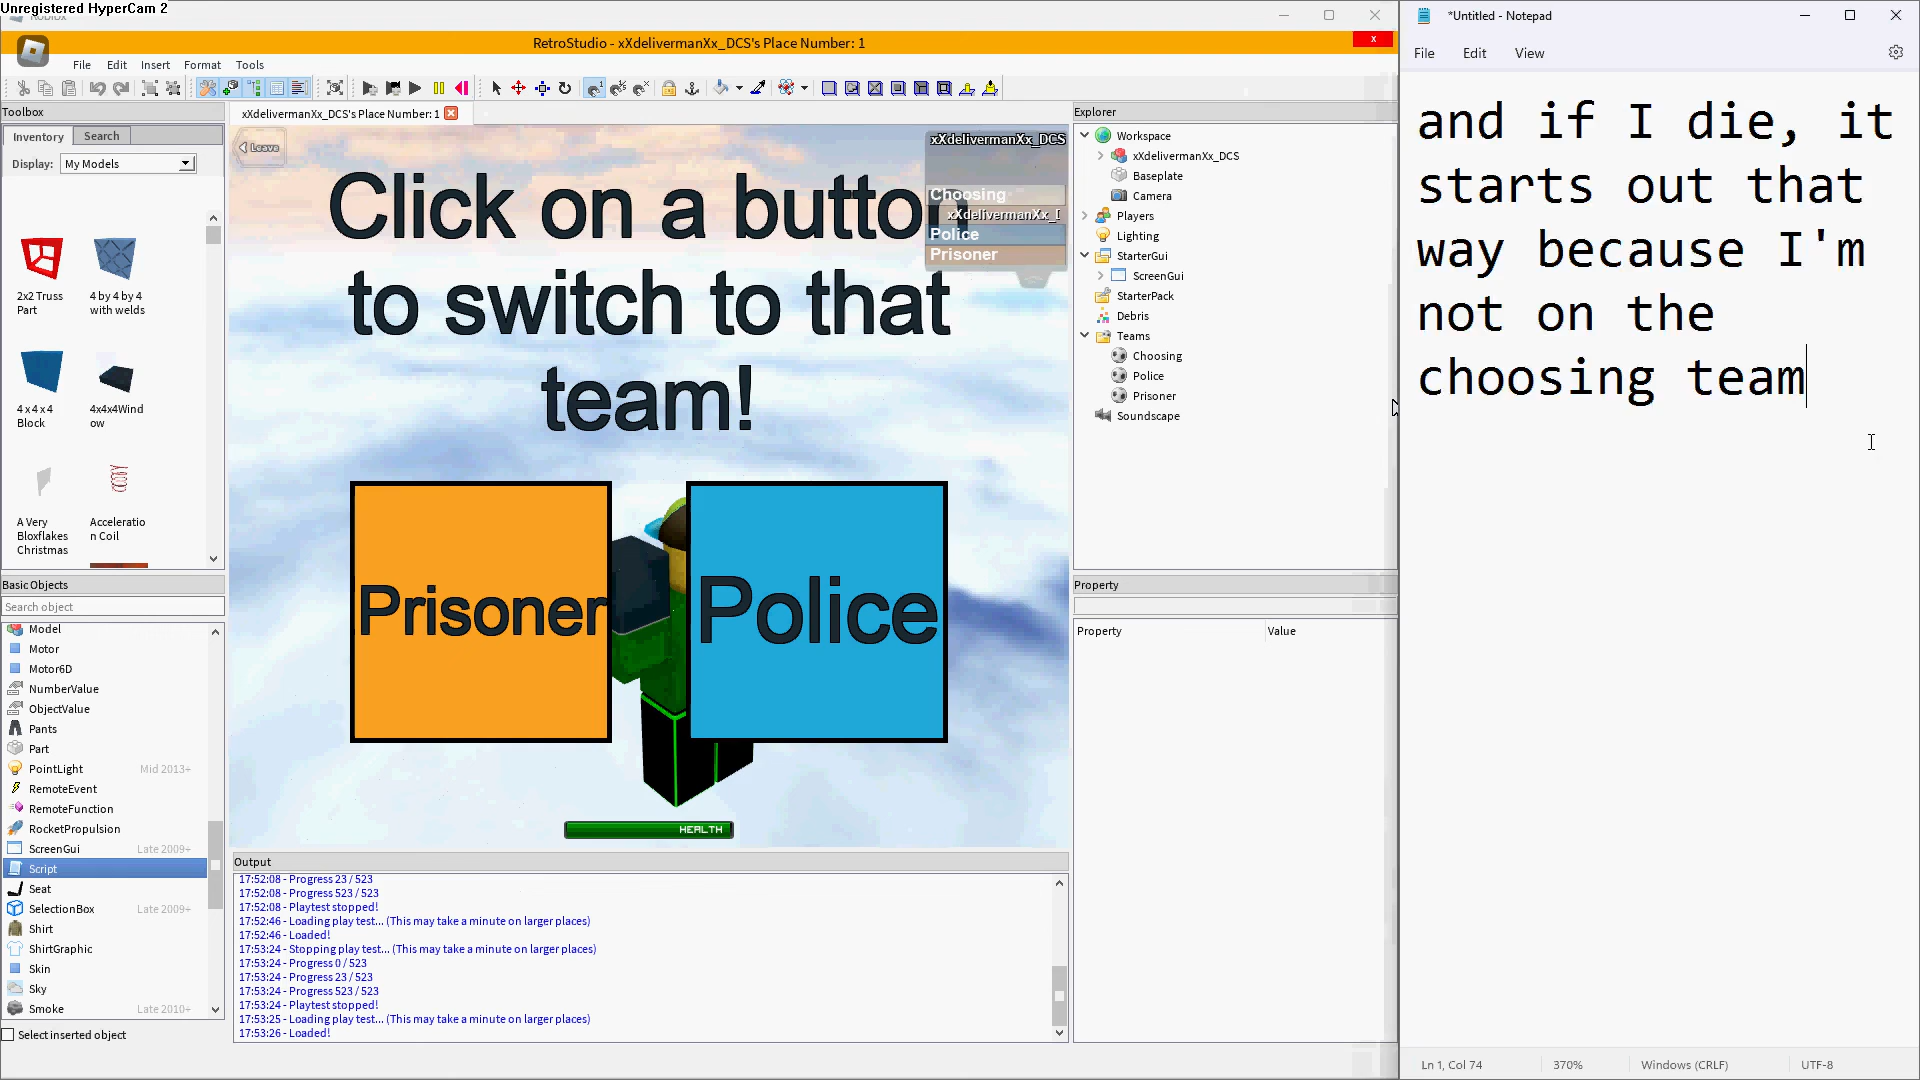 Unregistered HyperCam 2
RetroStudio - xXdelivermanXx_DCS's Place Number: 1
x
File Edit Insert Format Tools
Toolbox
Inventory Search
Display: My Models
2x2 Truss Part
4 by 4 by 4 with welds
4 x 4 x 4 Block
4x4x4Window
A Very Bloxflakes Christmas
Acceleration Coil
Basic Objects
Search object
Model
Motor
Motor6D
NumberValue
ObjectValue
Pants
Part
PointLight Mid 2013+
RemoteEvent
RemoteFunction
RocketPropulsion
ScreenGui Late 2009+
Script
Seat
SelectionBox Late 2009+
Shirt
ShirtGraphic
Skin
Sky
Smoke Late 2010+
Select inserted object
xXdelivermanXx_DCS's Place Number: 1
Leave
Click on a button
to switch to that
team!
Prisoner
Police
HEALTH
xXdelivermanXx_DCS
Choosing
xXdelivermanXx_D
Police
Prisoner
Output
17:52:08 - Progress 23 / 523
17:52:08 - Progress 523 / 523
17:52:08 - Playtest stopped!
17:52:46 - Loading play test... (This may take a minute on larger places)
17:52:46 - Loaded!
17:53:24 - Stopping play test... (This may take a minute on larger places)
17:53:24 - Progress 0 / 523
17:53:24 - Progress 23 / 523
17:53:24 - Progress 523 / 523
17:53:24 - Playtest stopped!
17:53:25 - Loading play test... (This may take a minute on larger places)
17:53:26 - Loaded!
Explorer
Workspace
xXdelivermanXx_DCS
Baseplate
Camera
Players
Lighting
StarterGui
ScreenGui
StarterPack
Debris
Teams
Choosing
Police
Prisoner
Soundscape
Property
Property Value
*Untitled - Notepad
File Edit View
and if I die, it
starts out that
way because I'm
not on the
choosing team
Ln 1, Col 74 370% Windows (CRLF) UTF-8